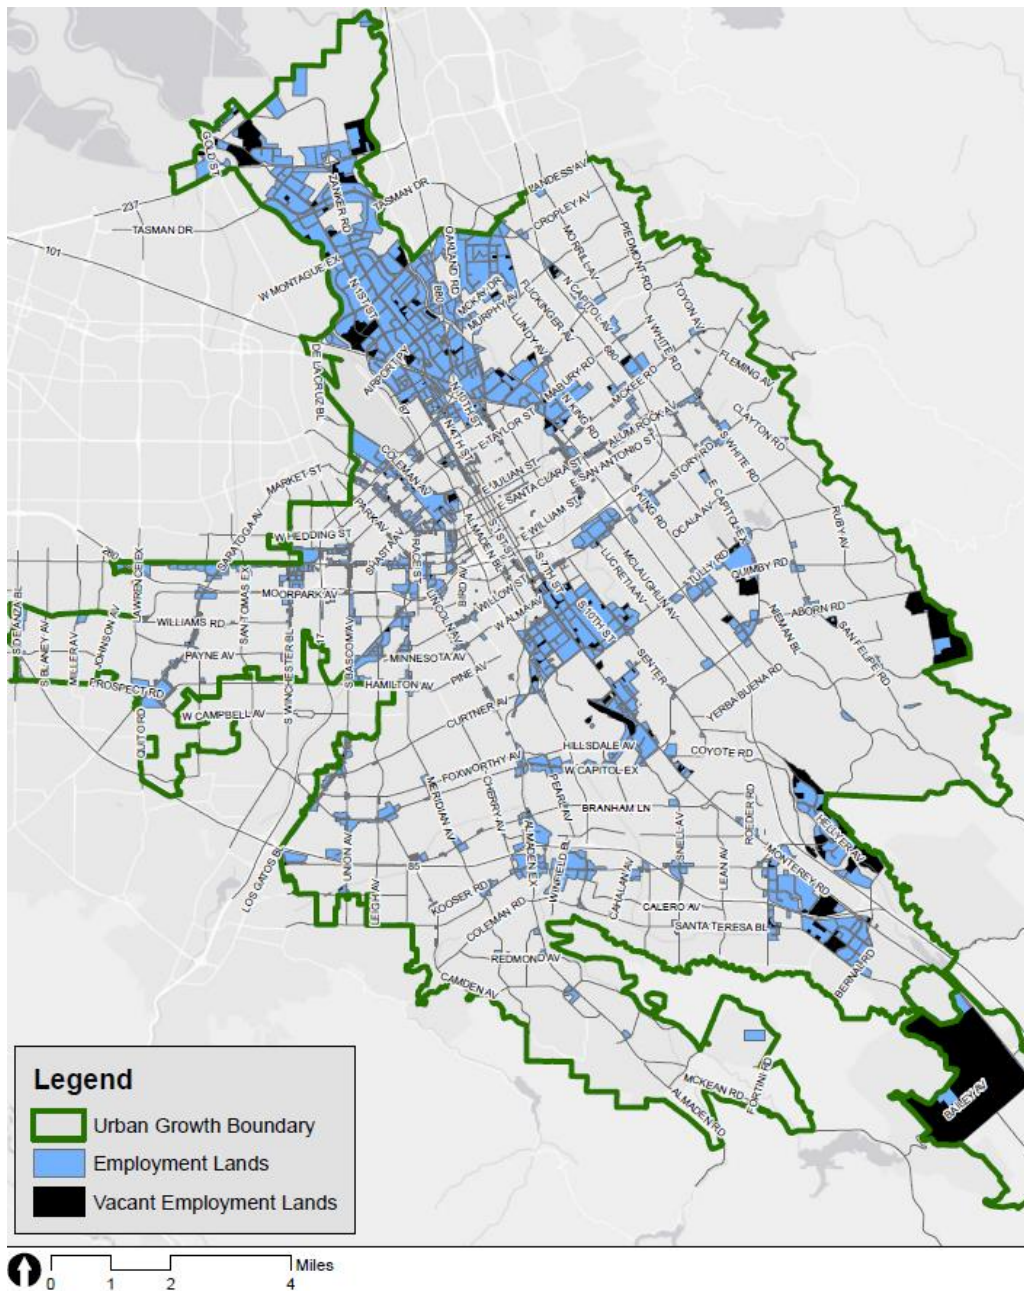 GOLD ST
ZANKER RD
TASMAN DR
237
TASMAN DR
101
W MONTAGUE EX
N 1ST ST
OAKLAND RD
880
MCKAY DR
MURPHY AV
LANDESS AV
CROPLEY AV
MORRILL AV
PIEDMONT RD
N CAPITOL AV
FLICKINGER AV
LUNDY AV
TOYON AV
N WHITE RD
680
FLEMING AV
DE LA CRUZ BL
AIRPORT PY
87
N 10TH ST
N 4TH ST
MABURY RD
N KING RD
MCKEE RD
E TAYLOR ST
ALUM ROCK AV
CLAYTON RD
COLEMAN AV
MARKET ST
E JULIAN ST
E SANTA CLARA ST
E SAN ANTONIO ST
STORY RD
S WHITE RD
SARATOGA AV
PARK AV
E WILLIAM ST
S KING RD
OCALA AV
E CAPITOL EX
RUBY AV
W HEDDING ST
SHASTA AV
RACE ST
ALMADEN BL
S 1ST ST
S 7TH ST
280
LAWRENCE EX
SAN TOMAS EX
MOORPARK AV
BIRD AV
WILLOW ST
LUCRETIA AV
MCLAUGHLIN AV
TULLY RD
QUIMBY RD
S DE ANZA BL
S BLANEY AV
MILLER AV
JOHNSON AV
WILLIAMS RD
S WINCHESTER BL
17
S BASCOM AV
LINCOLN AV
W ALMA AV
S 10TH ST
ABORN RD
NIEMAN BL
SAN FELIPE RD
PAYNE AV
MINNESOTA AV
PROSPECT RD
HAMILTON AV
PINE AV
SENTER
YERBA BUENA RD
QUITO RD
W CAMPBELL AV
CURTNER AV
HILLSDALE AV
COYOTE RD
FOXWORTHY AV
W CAPITOL EX
MERIDIAN AV
CHERRY AV
PEARL AV
BRANHAM LN
ROEDER RD
HELLYER AV
LOS GATOS BL
UNION AV
LEIGH AV
85
ALMADEN EX
WINFIELD BL
SNELL AV
CAHALAN AV
LEAN AV
MONTEREY RD
KOOSER RD
COLEMAN RD
CALERO AV
SANTA TERESA BL
REDMOND AV
BERNAL RD
CAMDEN AV
MCKEAN RD
FORTINI RD
ALMADEN RD
BAILEY AV
Legend
Urban Growth Boundary
Employment Lands
Vacant Employment Lands
Miles
0 1 2 4